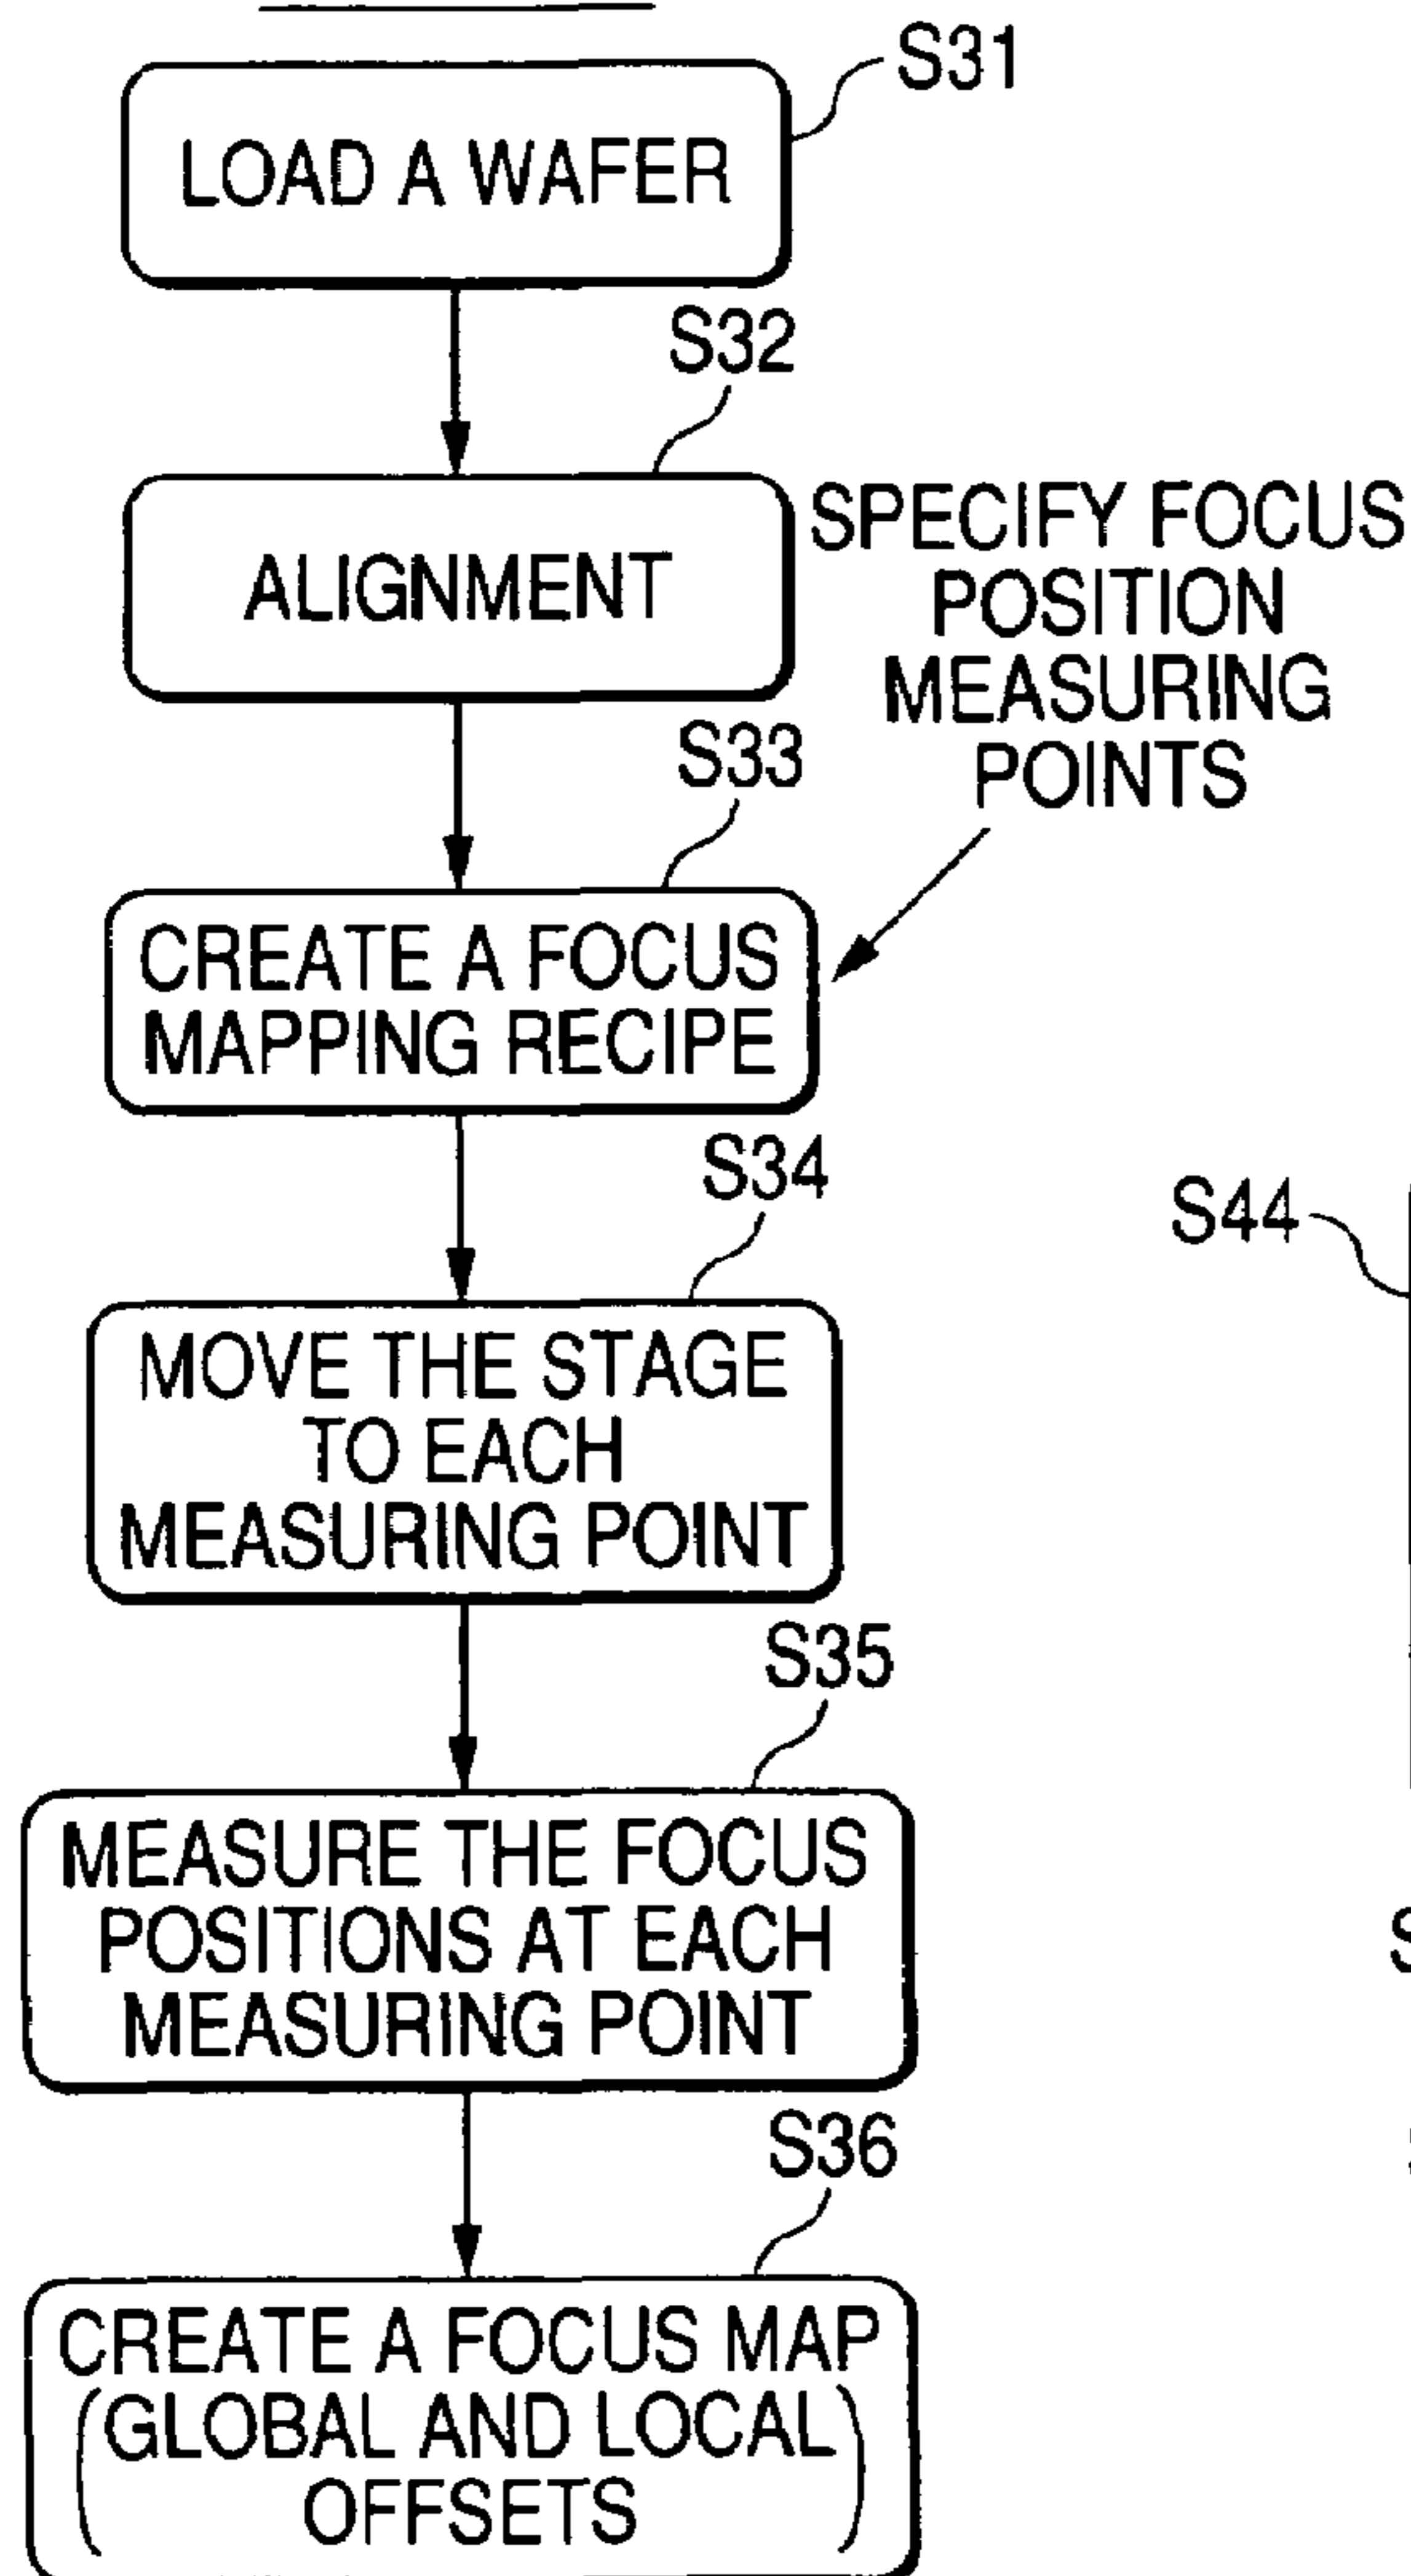 S31
LOAD A WAFER
S32
ALIGNMENT
SPECIFY FOCUS
POSITION
MEASURING
POINTS
S33
CREATE A FOCUS
MAPPING RECIPE
S34
MOVE THE STAGE
TO EACH
MEASURING POINT
S44
S35
MEASURE THE FOCUS
POSITIONS AT EACH
MEASURING POINT
S36
CREATE A FOCUS MAP
(GLOBAL AND LOCAL
OFFSETS)